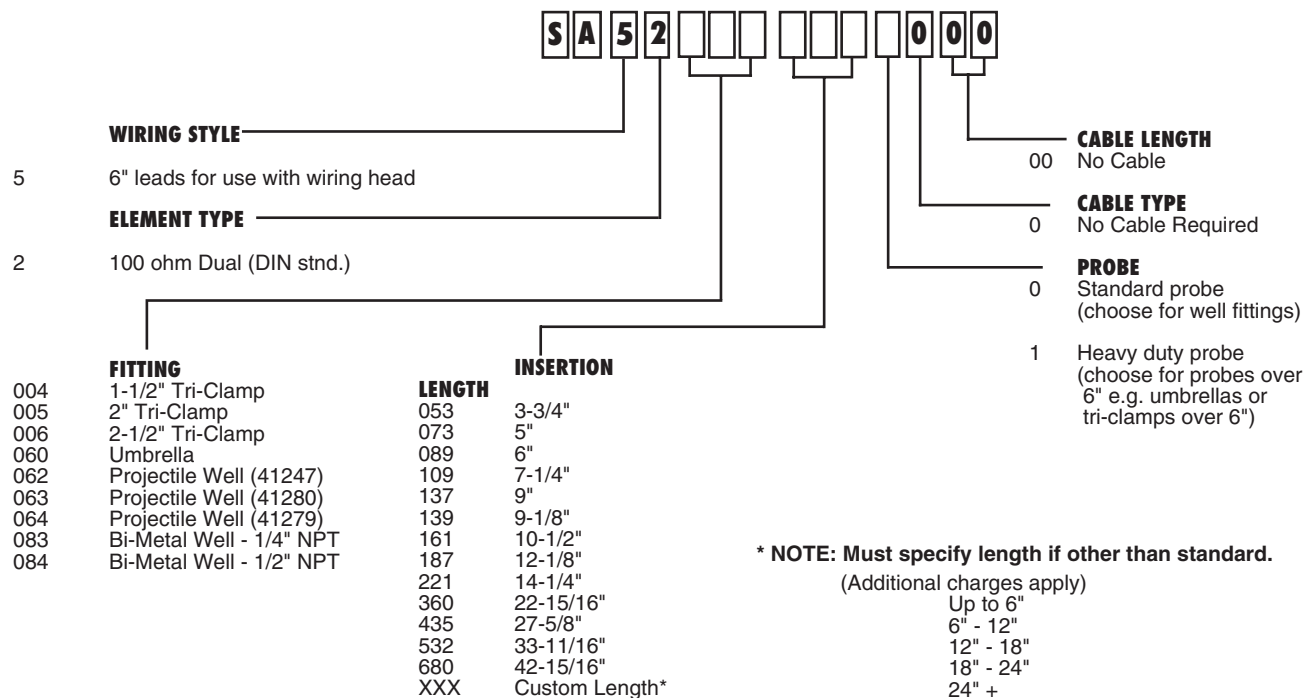 SA52 000
WIRING STYLE
5 6" leads for use with wiring head
ELEMENT TYPE
2 100 ohm Dual (DIN stnd.)
FITTING
004 1-1/2" Tri-Clamp
005 2" Tri-Clamp
006 2-1/2" Tri-Clamp
060 Umbrella
062 Projectile Well (41247)
063 Projectile Well (41280)
064 Projectile Well (41279)
083 Bi-Metal Well - 1/4" NPT
084 Bi-Metal Well - 1/2" NPT
INSERTION
LENGTH
053 3-3/4"
073 5"
089 6"
109 7-1/4"
137 9"
139 9-1/8"
161 10-1/2"
187 12-1/8"
221 14-1/4"
360 22-15/16"
435 27-5/8"
532 33-11/16"
680 42-15/16"
XXX Custom Length*
CABLE LENGTH
00 No Cable
CABLE TYPE
0 No Cable Required
PROBE
0 Standard probe
(choose for well fittings)
1 Heavy duty probe
(choose for probes over
6" e.g. umbrellas or
tri-clamps over 6")
* NOTE: Must specify length if other than standard.
(Additional charges apply)
Up to 6"
6" - 12"
12" - 18"
18" - 24"
24" +